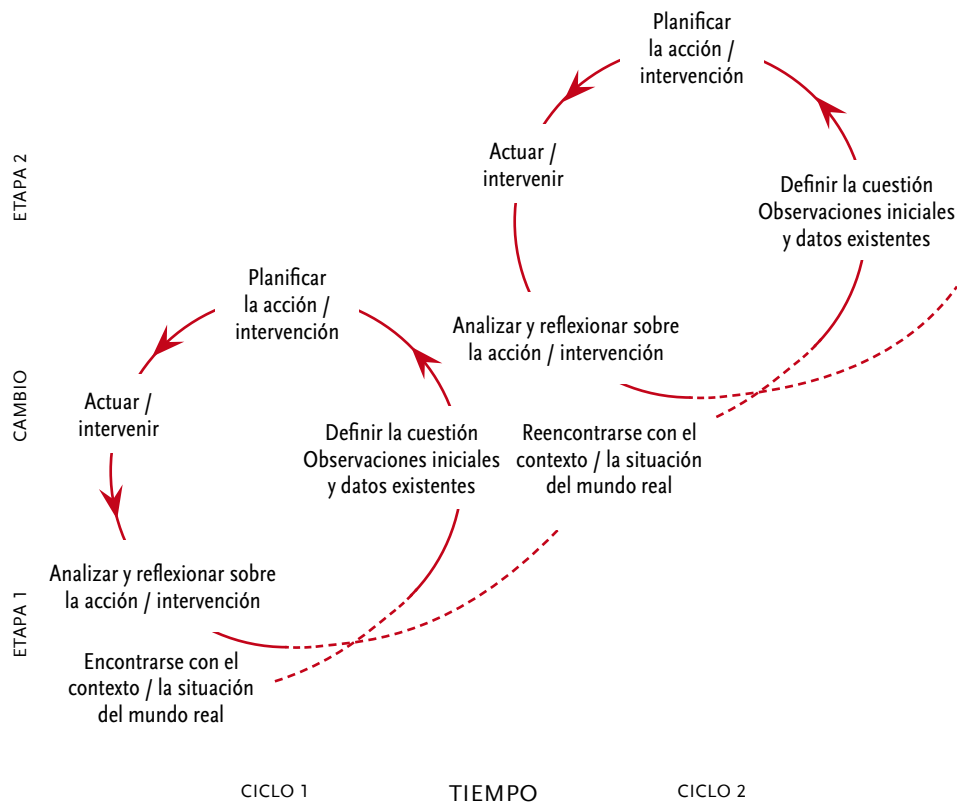 Planificar
la acción /
intervención
Actuar /
intervenir
Definir la cuestión
Observaciones iniciales
y datos existentes
Analizar y reflexionar sobre
la acción / intervención
Reencontrarse con el
contexto / la situación
del mundo real
Planificar
la acción /
intervención
Actuar /
intervenir
Definir la cuestión
Observaciones iniciales
y datos existentes
Analizar y reflexionar sobre
la acción / intervención
Encontrarse con el
contexto / la situación
del mundo real
ETAPA 2
CAMBIO
ETAPA 1
CICLO 1
TIEMPO
CICLO 2